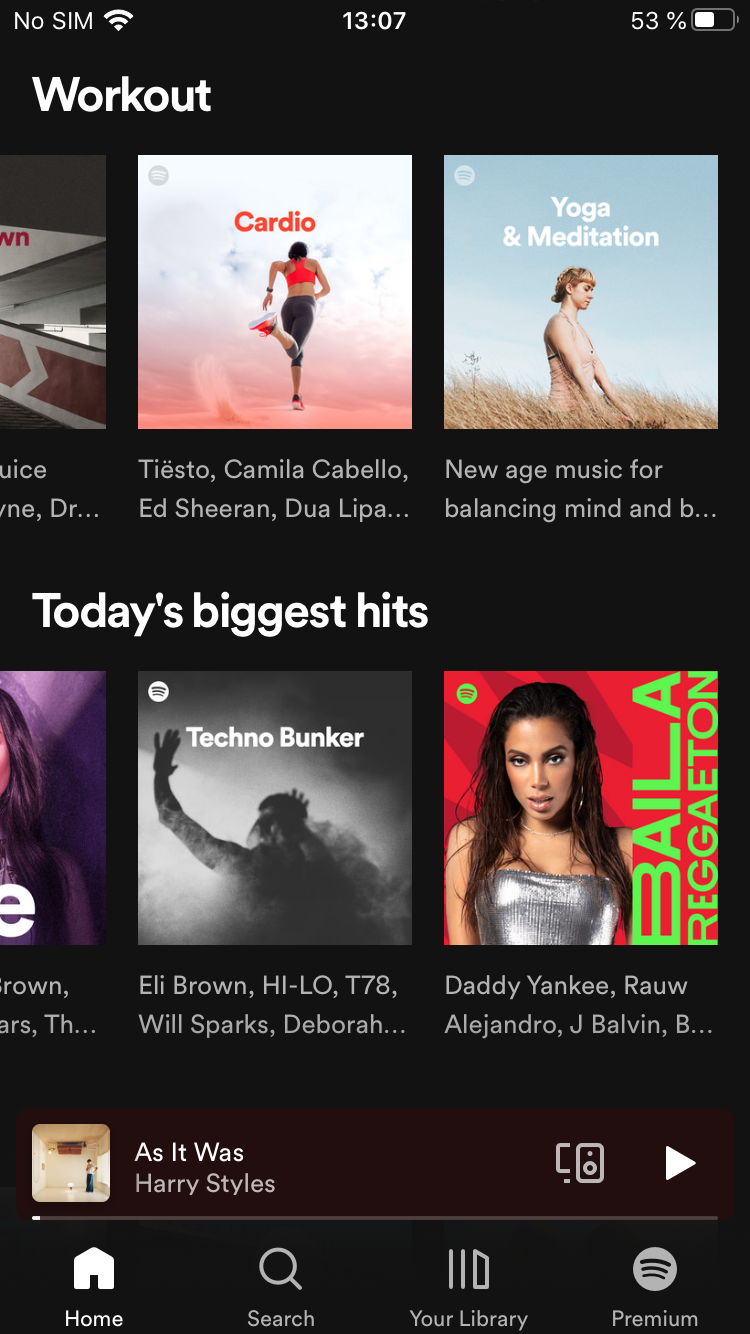 No SIM 13:07 53 %
Workout
wn
Cardio
Yoga
& Meditation
uice
yne, Dr...
Tiësto, Camila Cabello,
Ed Sheeran, Dua Lipa...
New age music for
balancing mind and b...
Today's biggest hits
e
Techno Bunker
BAILA
REGGAETON
Brown,
ars, Th...
Eli Brown, HI-LO, T78,
Will Sparks, Deborah...
Daddy Yankee, Rauw
Alejandro, J Balvin, B...
As It Was
Harry Styles
Home Search Your Library Premium